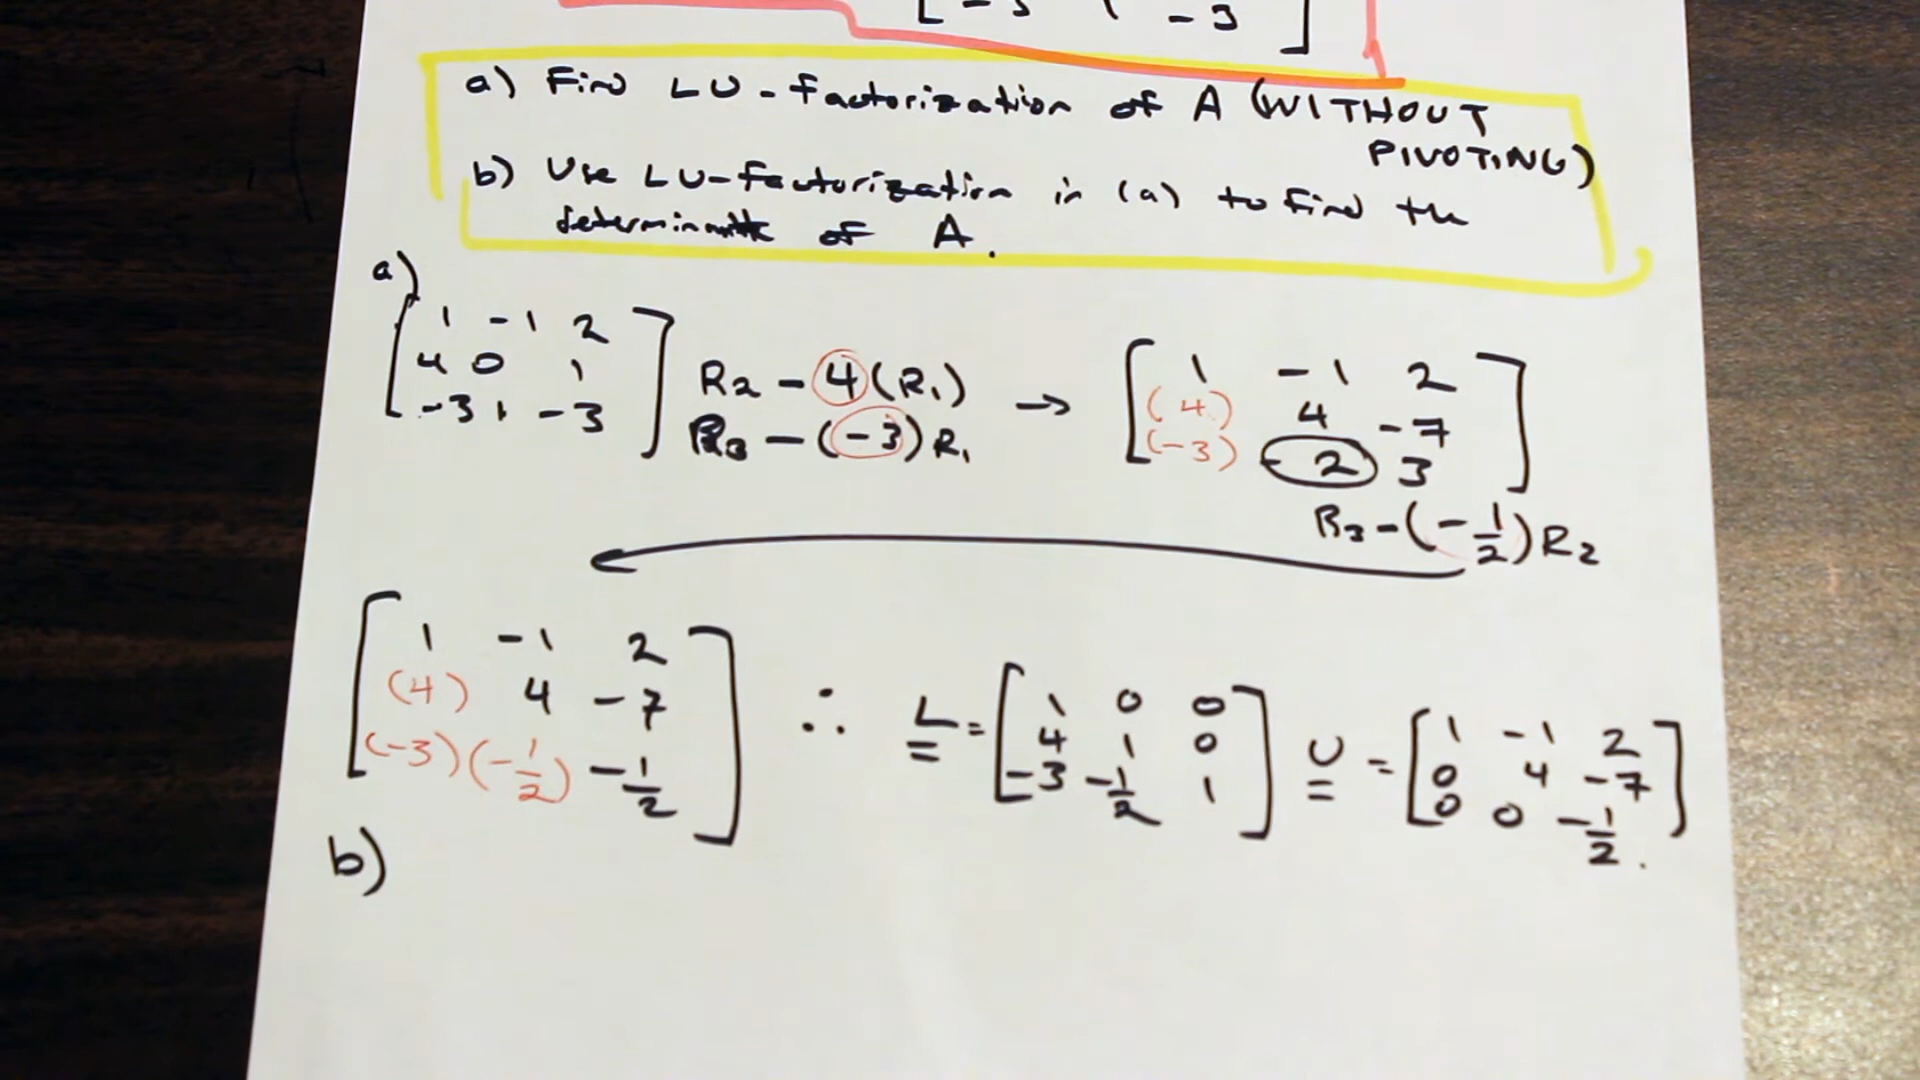 -3 1 -3
a) Find LU-factorization of A (WITHOUT
PIVOTING)
b) Use LU-factorization in (a) to find the
determinant of A.
a)
1 -1 2
4 0 1
-3 1 -3
R2 - 4(R1)
R3 - (-3)R1
→
1 -1 2
(4) 4 -7
(-3) -2 3
R3 - (-1/2)R2
1 -1 2
(4) 4 -7
(-3) (-1/2) -1/2
∴ L =
1 0 0
4 1 0
-3 -1/2 1
U =
1 -1 2
0 4 -7
0 0 -1/2.
b)